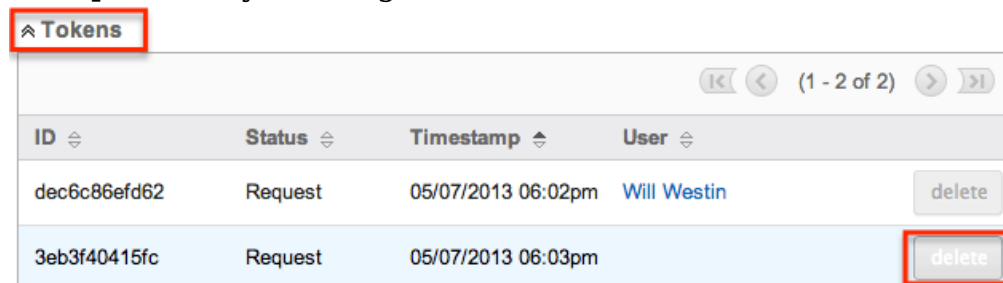 Tokens
(1 - 2 of 2)
ID Status Timestamp User
dec6c86efd62 Request 05/07/2013 06:02pm Will Westin delete
3eb3f40415fc Request 05/07/2013 06:03pm delete